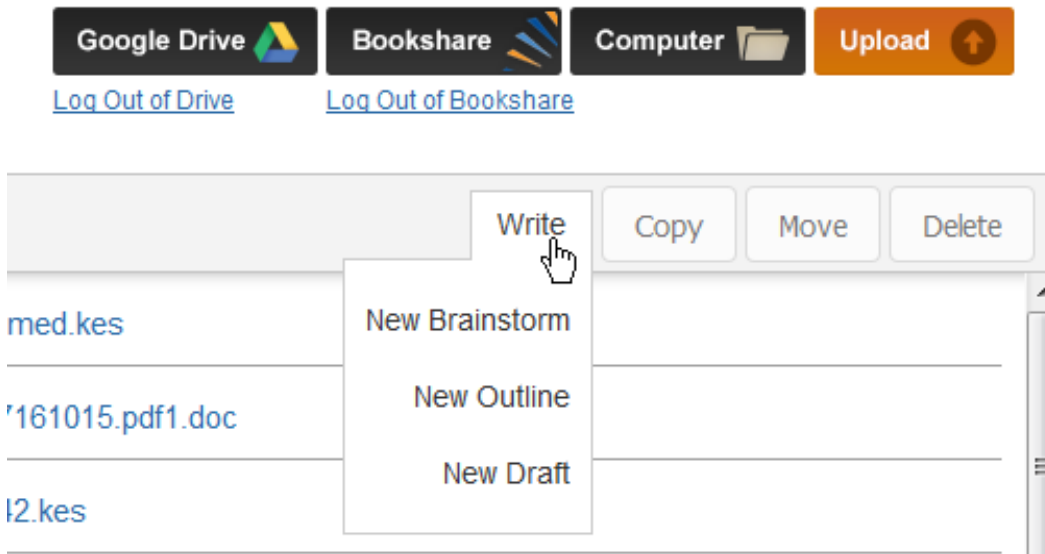 Google Drive Bookshare Computer Upload
Log Out of Drive Log Out of Bookshare
Write Copy Move Delete
New Brainstorm
med.kes
New Outline
7161015.pdf1.doc
New Draft
42.kes